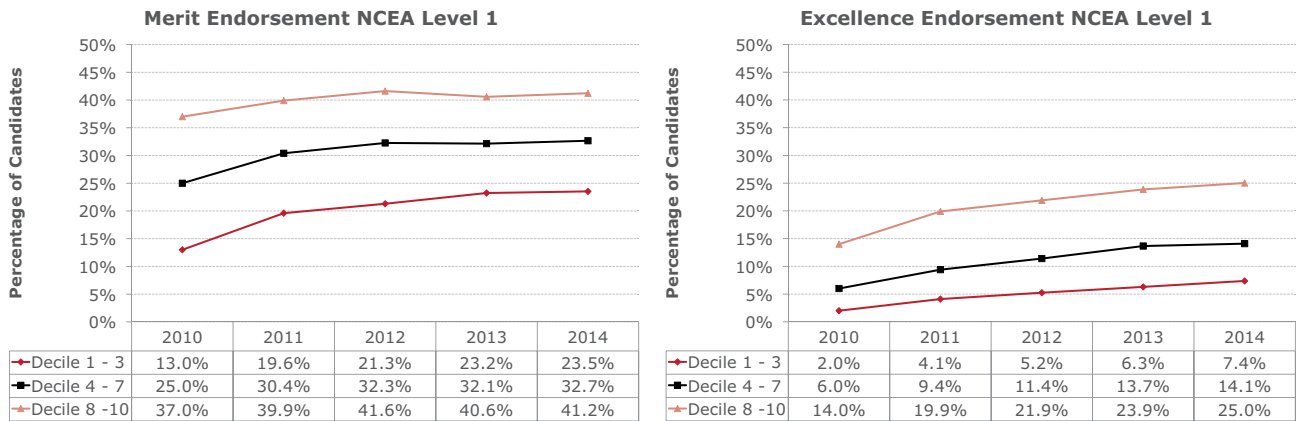 Merit Endorsement NCEA Level 1
Percentage of Candidates
50%
45%
40%
35%
30%
25%
20%
15%
10%
5%
0%
2010 2011 2012 2013 2014
Decile 1 - 3 13.0% 19.6% 21.3% 23.2% 23.5%
Decile 4 - 7 25.0% 30.4% 32.3% 32.1% 32.7%
Decile 8 -10 37.0% 39.9% 41.6% 40.6% 41.2%
Excellence Endorsement NCEA Level 1
Percentage of Candidates
50%
45%
40%
35%
30%
25%
20%
15%
10%
5%
0%
2010 2011 2012 2013 2014
Decile 1 - 3 2.0% 4.1% 5.2% 6.3% 7.4%
Decile 4 - 7 6.0% 9.4% 11.4% 13.7% 14.1%
Decile 8 -10 14.0% 19.9% 21.9% 23.9% 25.0%